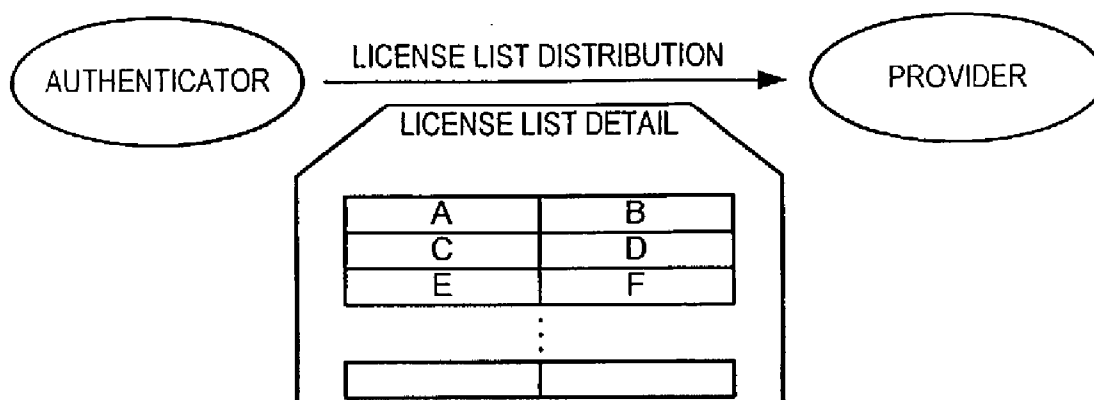 AUTHENTICATOR
LICENSE LIST DISTRIBUTION
PROVIDER
LICENSE LIST DETAIL
A B
C D
E F